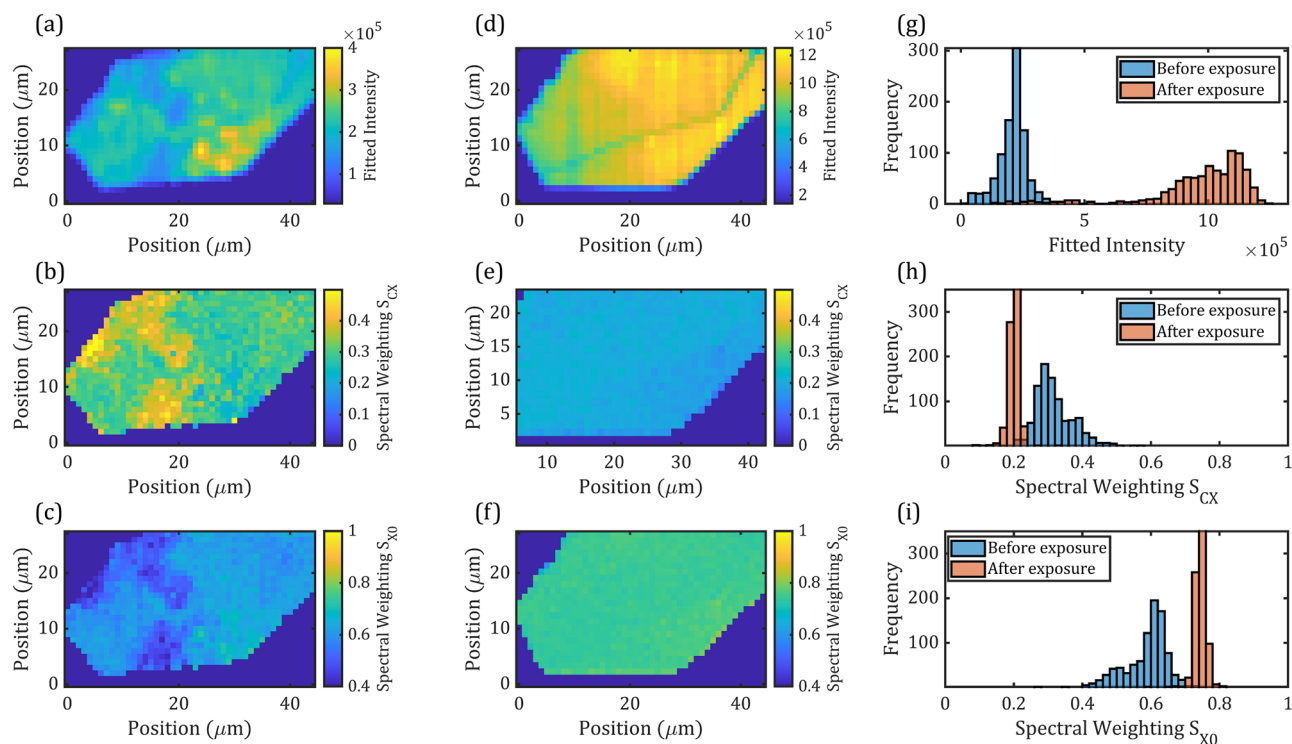 (a)
×10⁵
Position (μm)
20
10
0
0
20
40
Position (μm)
4
3
2
1
Fitted Intensity
(d)
×10⁵
Position (μm)
20
10
0
0
20
40
Position (μm)
12
10
8
6
4
2
Fitted Intensity
(g)
Frequency
300
200
100
0
0
5
10
×10⁵
Fitted Intensity
Before exposure
After exposure
(b)
Position (μm)
20
10
0
0
20
40
Position (μm)
0.4
0.3
0.2
0.1
0
Spectral Weighting S_CX
(e)
Position (μm)
20
15
10
5
10
20
30
40
Position (μm)
0.4
0.3
0.2
0.1
0
Spectral Weighting S_CX
(h)
Frequency
300
200
100
0
0.2
0.4
0.6
0.8
1
Spectral Weighting S_CX
Before exposure
After exposure
(c)
Position (μm)
20
10
0
0
20
40
Position (μm)
1
0.8
0.6
0.4
Spectral Weighting S_X0
(f)
Position (μm)
20
10
0
0
20
40
Position (μm)
1
0.8
0.6
0.4
Spectral Weighting S_X0
(i)
Frequency
300
200
100
0
0.2
0.4
0.6
0.8
1
Spectral Weighting S_X0
Before exposure
After exposure